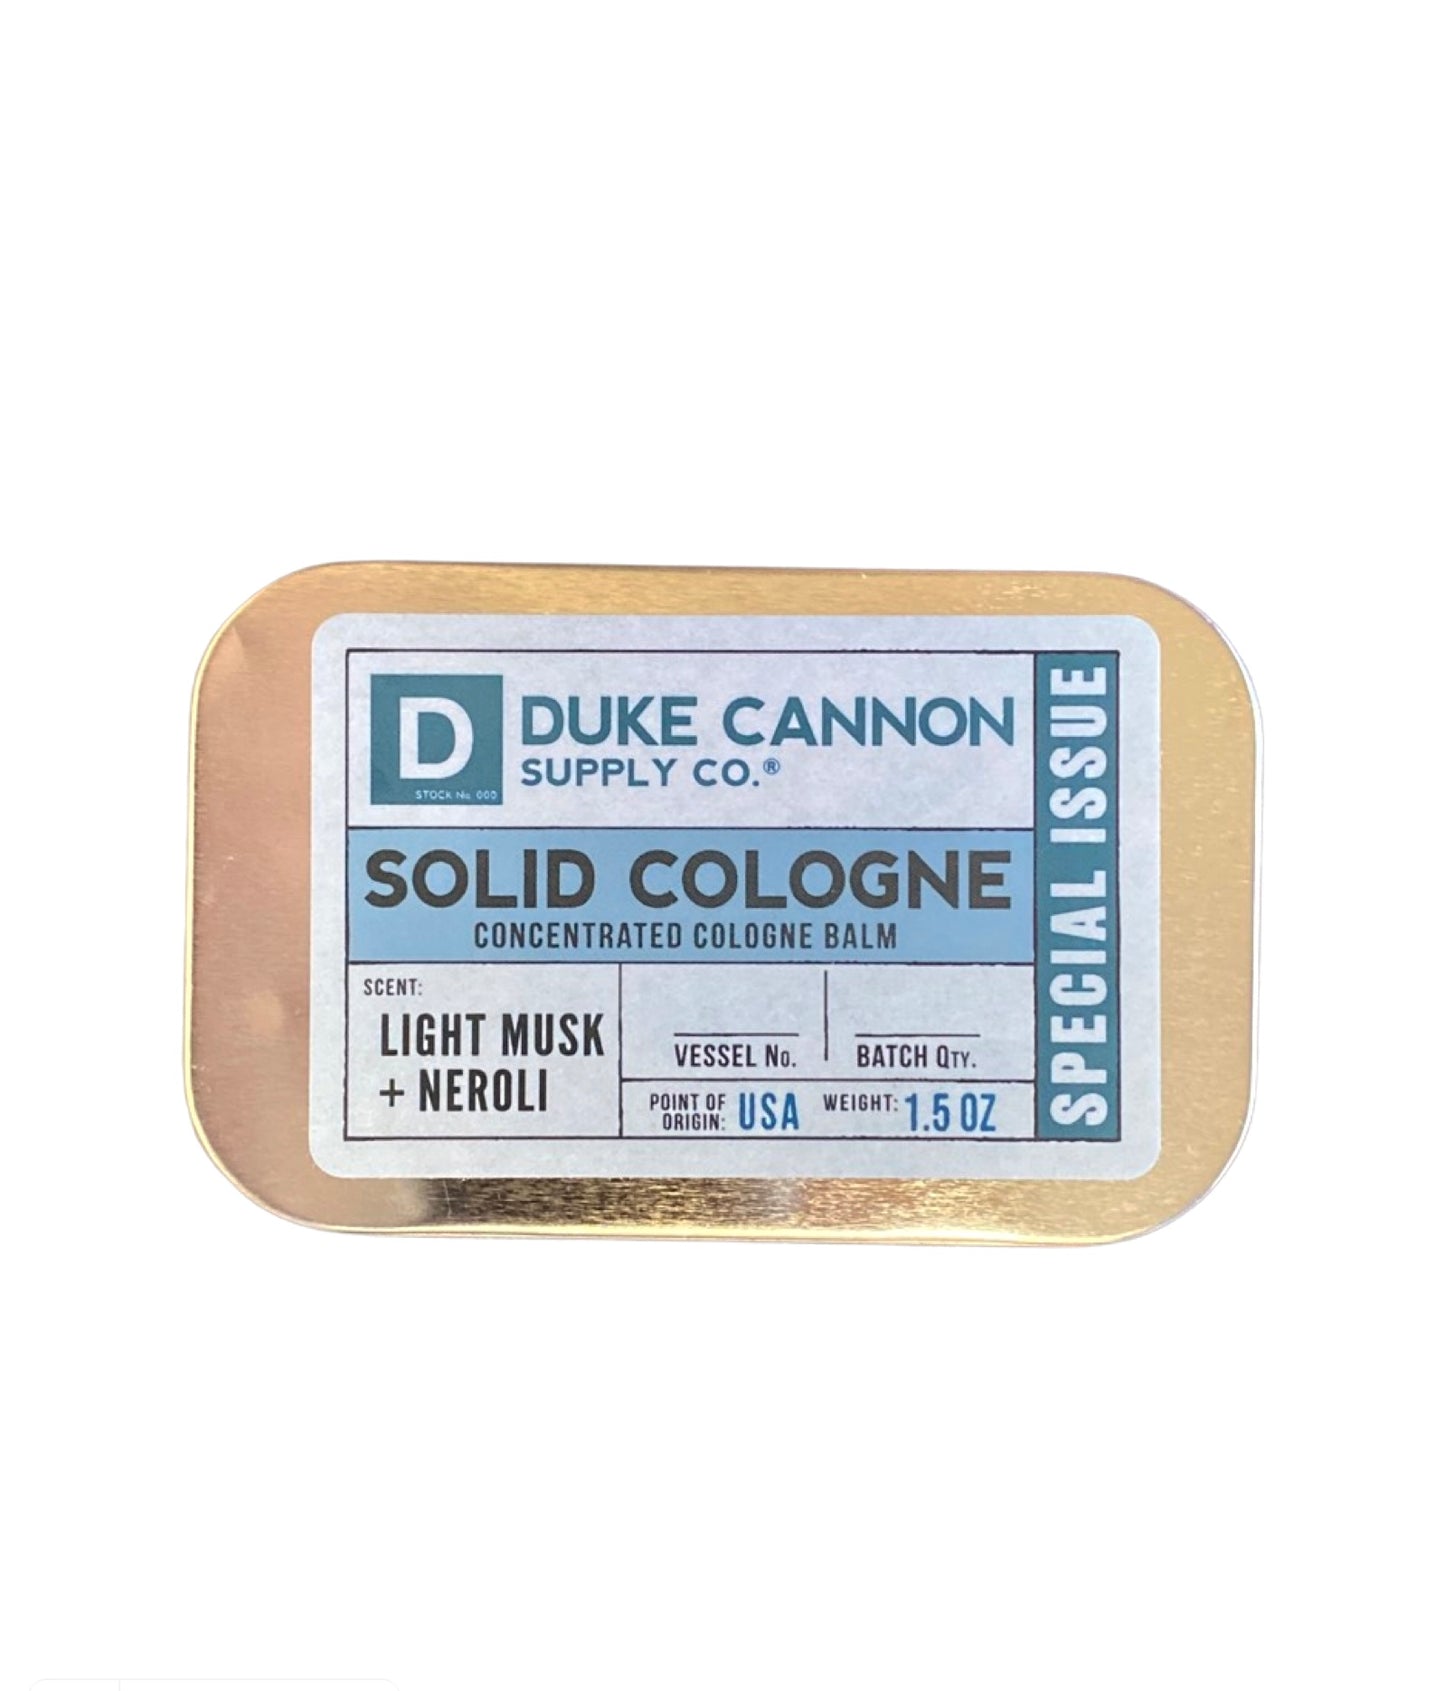 D
STOCK No. 000
DUKE CANNON
SUPPLY CO.®
SOLID COLOGNE
CONCENTRATED COLOGNE BALM
SCENT:
LIGHT MUSK
+ NEROLI
VESSEL No.
BATCH QTY.
POINT OF
ORIGIN: USA
WEIGHT: 1.5 OZ
SPECIAL ISSUE